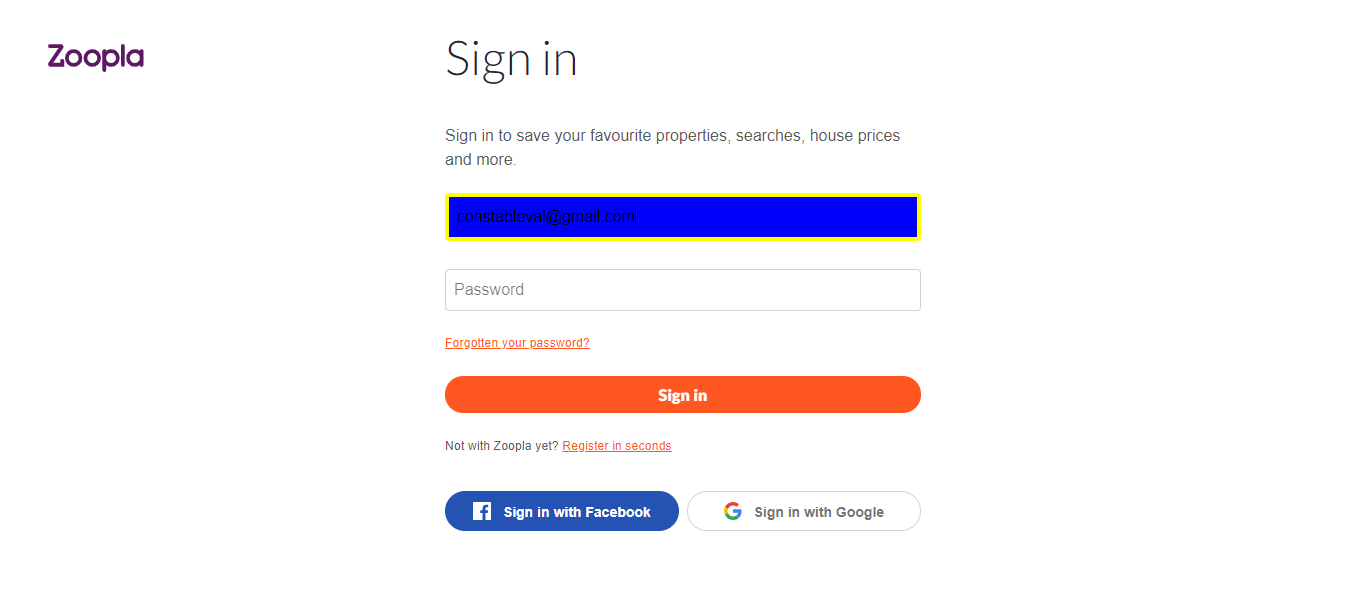 Zoopla
Sign in
Sign in to save your favourite properties, searches, house prices
and more.
constableval@gmail.com
Password
Forgotten your password?
Sign in
Not with Zoopla yet? Register in seconds
Sign in with Facebook
Sign in with Google